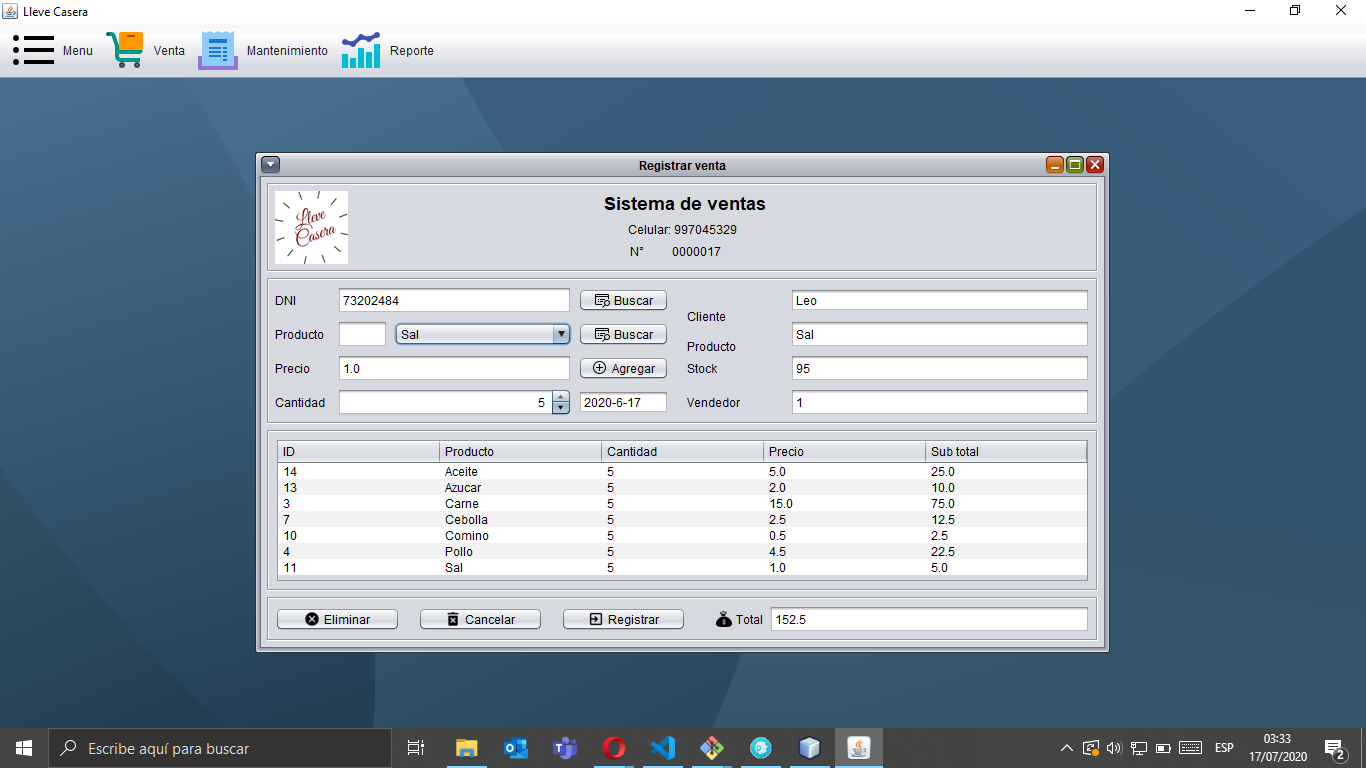 Lleve Casera
Menu Venta Mantenimiento Reporte
Registrar venta
Lleve Casera
Sistema de ventas
Celular: 997045329
N° 0000017
DNI 73202484 Buscar Cliente Leo
Producto Sal Buscar Producto Sal
Precio 1.0 Agregar Stock 95
Cantidad 5 2020-6-17 Vendedor 1
ID Producto Cantidad Precio Sub total
14 Aceite 5 5.0 25.0
13 Azucar 5 2.0 10.0
3 Carne 5 15.0 75.0
7 Cebolla 5 2.5 12.5
10 Comino 5 0.5 2.5
4 Pollo 5 4.5 22.5
11 Sal 5 1.0 5.0
Eliminar Cancelar Registrar Total 152.5
Escribe aquí para buscar
ESP
03:33
17/07/2020
2